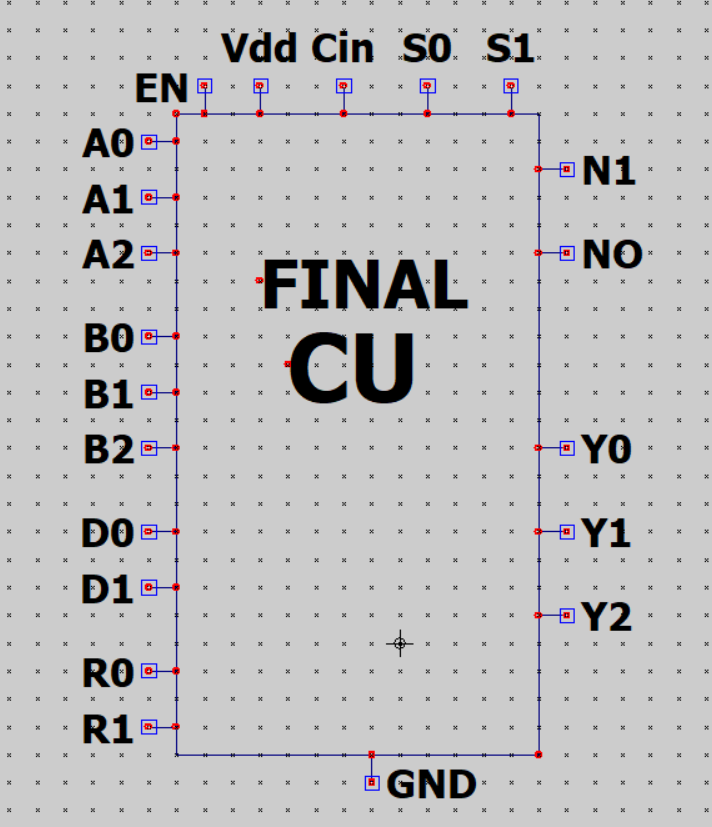 Vdd Cin S0 S1
EN
A0
N1
A1
A2
NO
FINAL
B0
CU
B1
B2
Y0
D0
Y1
D1
Y2
R0
R1
GND